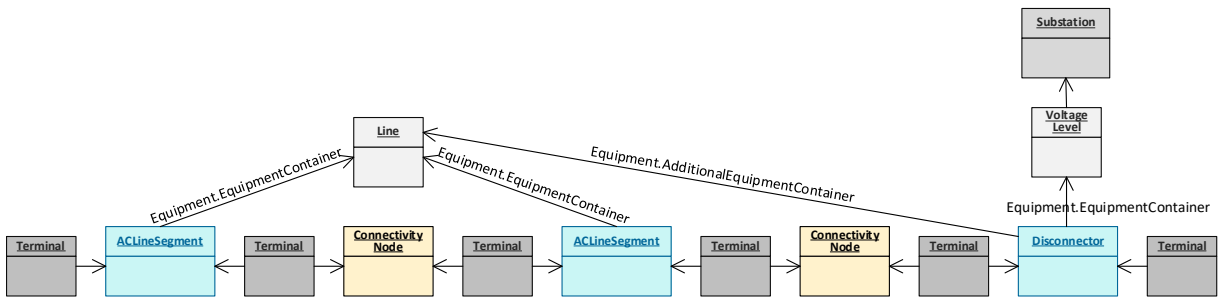 Substation
Voltage
Level
Line
Equipment.EquipmentContainer
Equipment.EquipmentContainer
Equipment.AdditionalEquipmentContainer
Equipment.EquipmentContainer
Terminal
ACLineSegment
Terminal
Connectivity
Node
Terminal
ACLineSegment
Terminal
Connectivity
Node
Terminal
Disconnector
Terminal